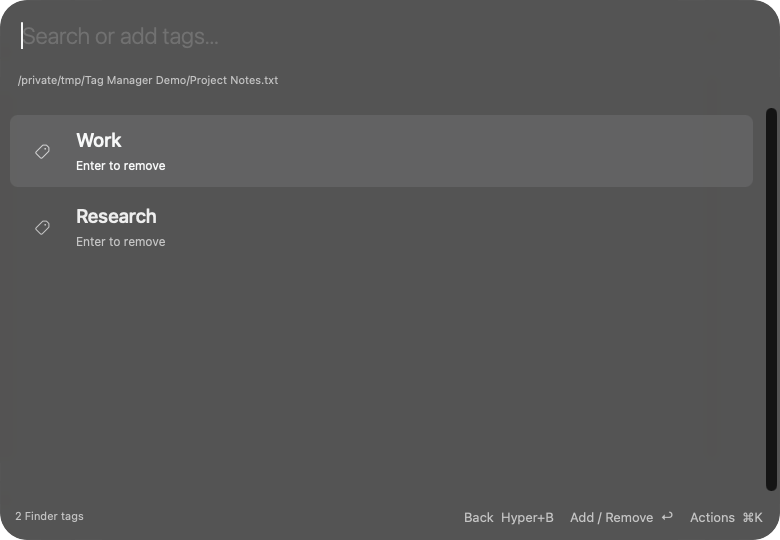 Search or add tags...
/private/tmp/Tag Manager Demo/Project Notes.txt
Work
Enter to remove
Research
Enter to remove
2 Finder tags
Back Hyper+B Add / Remove ↩ Actions ⌘K